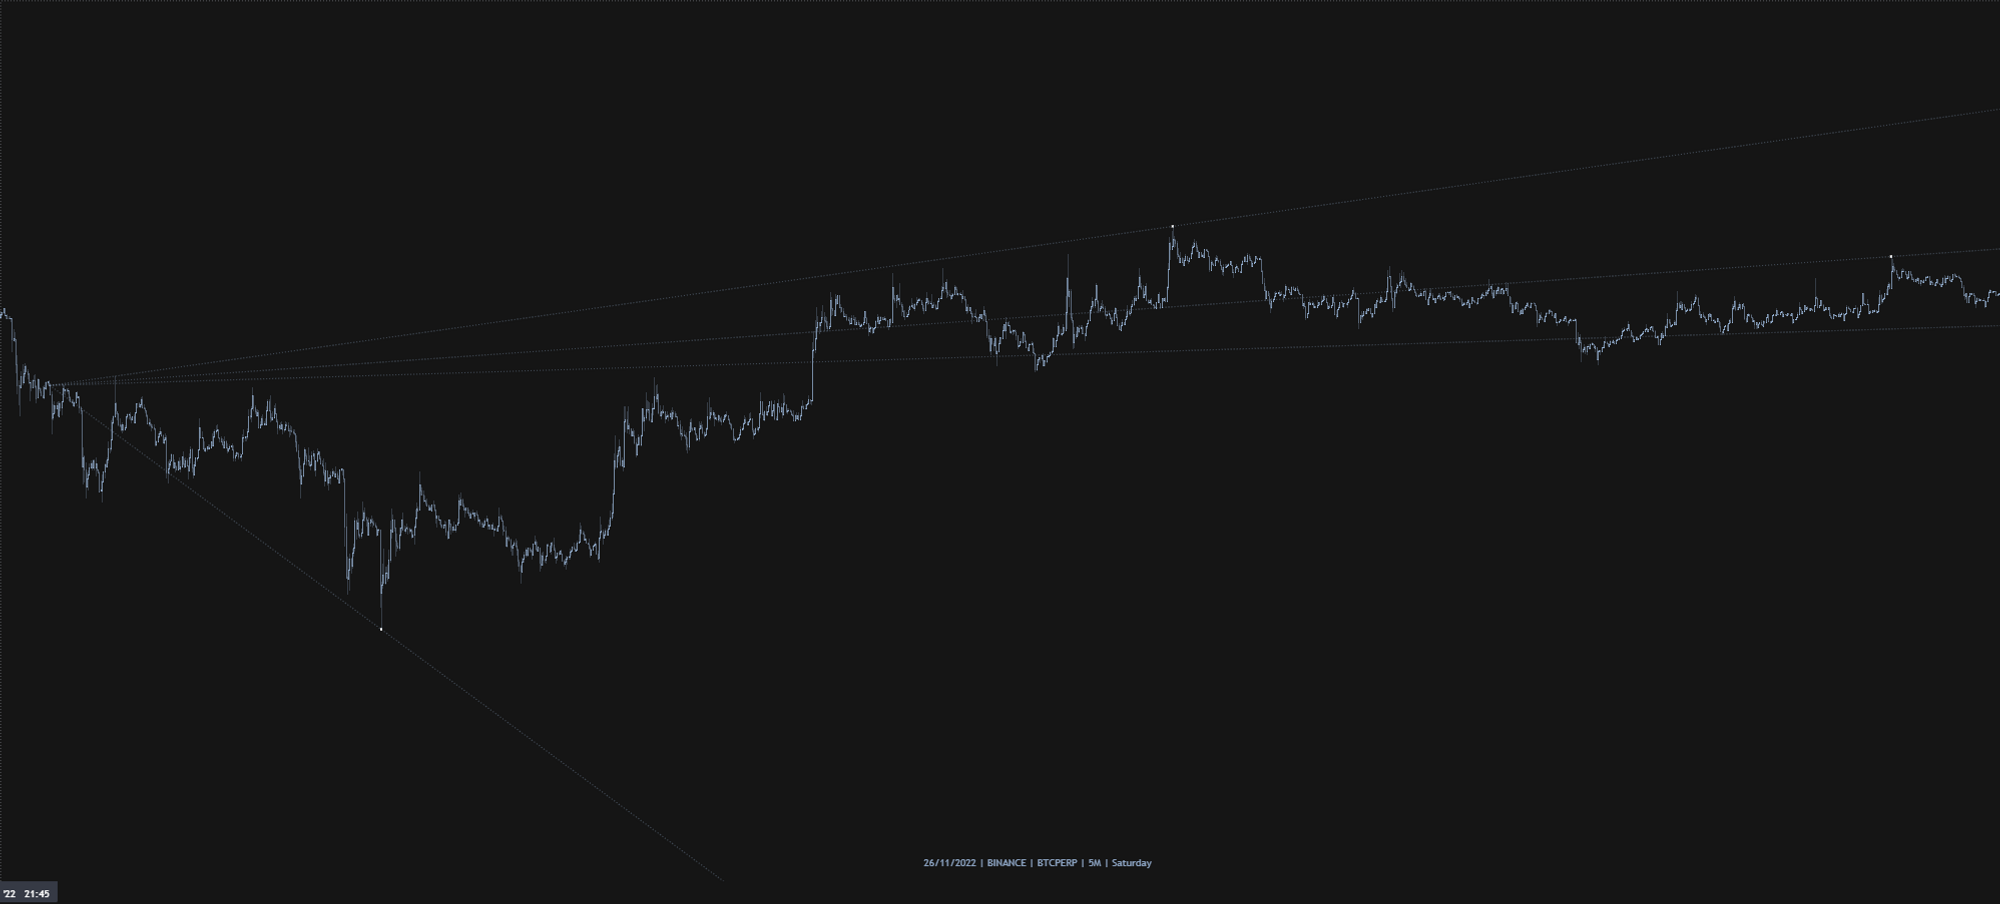 26/11/2022 | BINANCE | BTCPERP | 5M | Saturday
'22 21:45